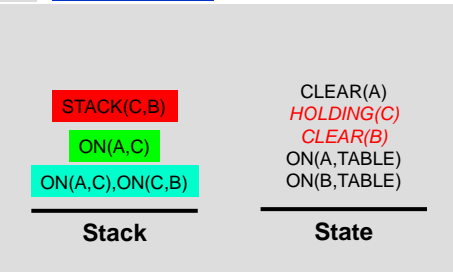 STACK(C,B)
ON(A,C)
ON(A,C),ON(C,B)
Stack
CLEAR(A)
HOLDING(C)
CLEAR(B)
ON(A,TABLE)
ON(B,TABLE)
State